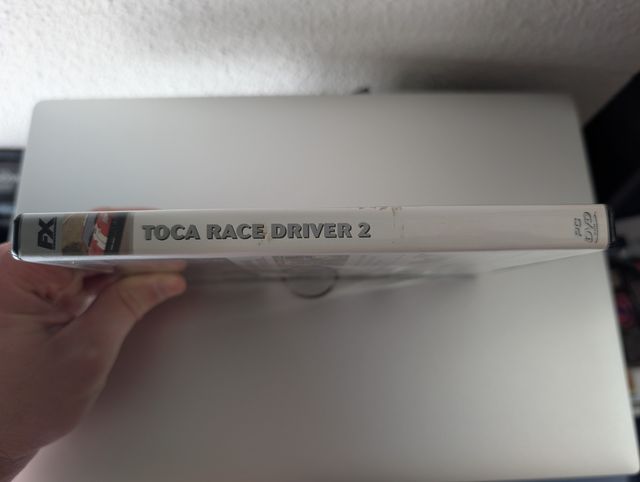 FX
TOCA RACE DRIVER 2
PC
DVD